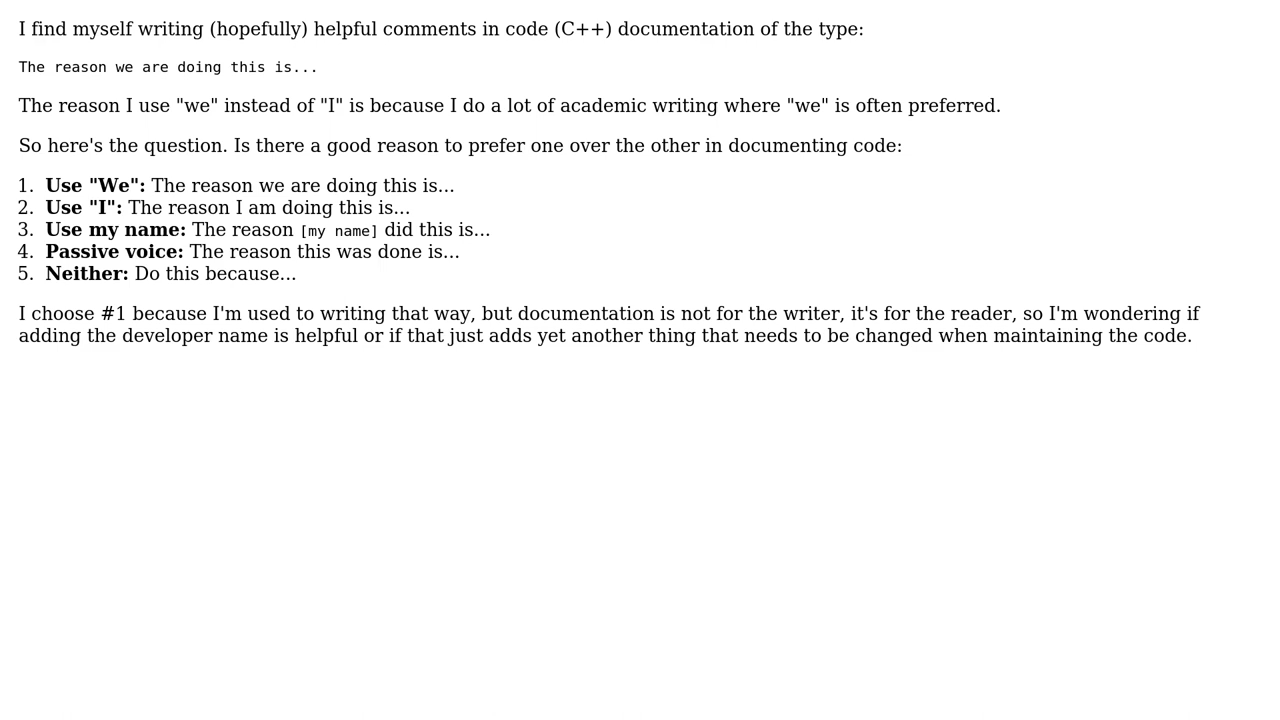 I find myself writing (hopefully) helpful comments in code (C++) documentation of the type:
The reason we are doing this is...
The reason I use "we" instead of "I" is because I do a lot of academic writing where "we" is often preferred.
So here's the question. Is there a good reason to prefer one over the other in documenting code:
1. Use "We": The reason we are doing this is...
2. Use "I": The reason I am doing this is...
3. Use my name: The reason [my name] did this is...
4. Passive voice: The reason this was done is...
5. Neither: Do this because...
I choose #1 because I'm used to writing that way, but documentation is not for the writer, it's for the reader, so I'm wondering if
adding the developer name is helpful or if that just adds yet another thing that needs to be changed when maintaining the code.